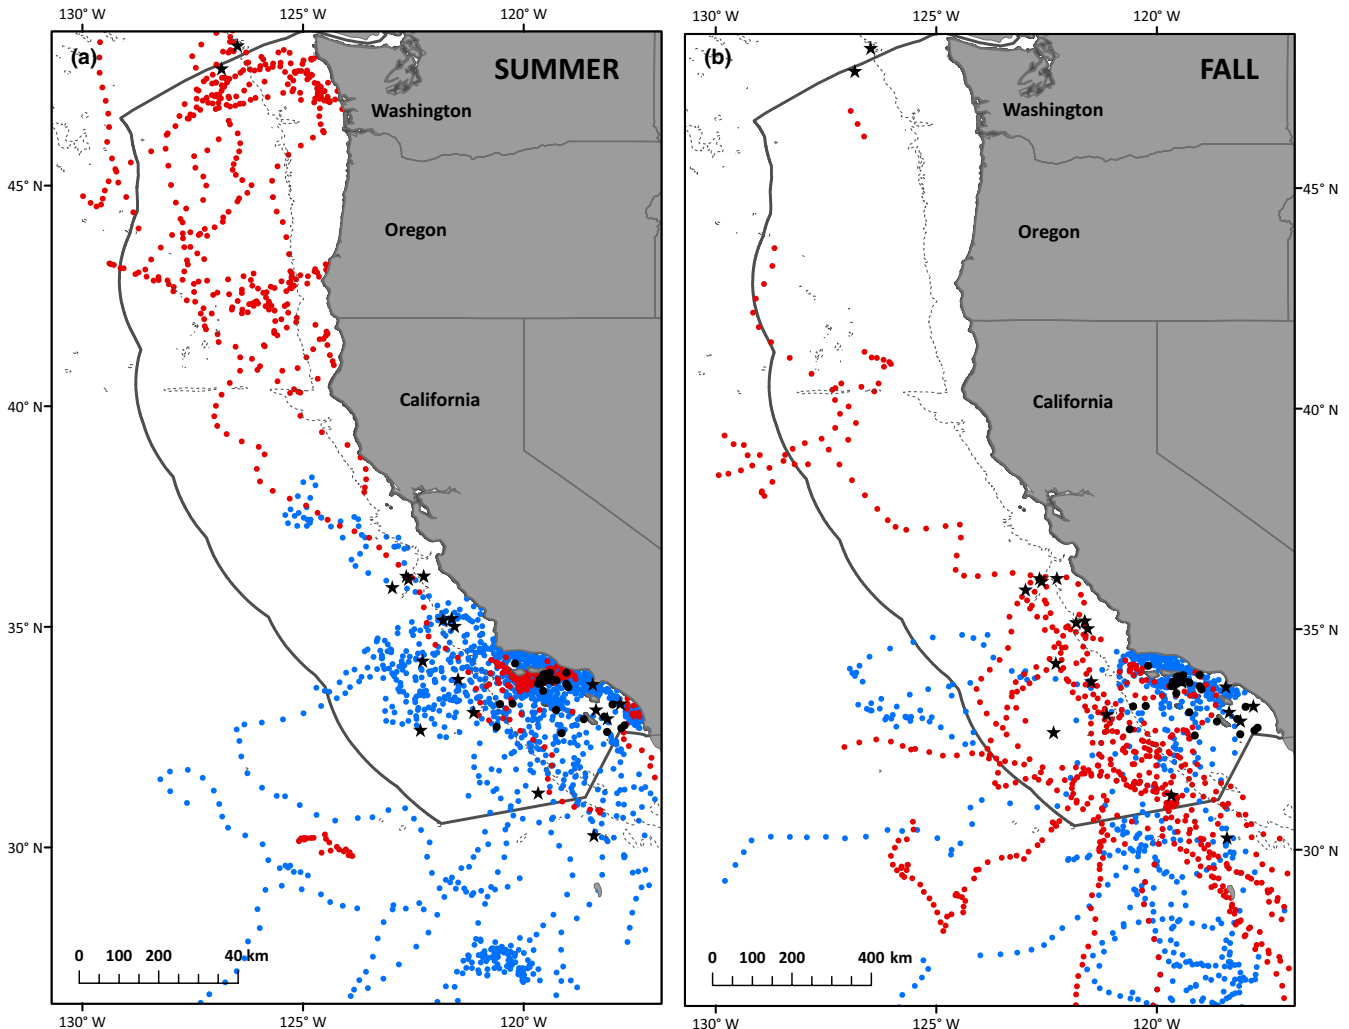 130° W 125° W 120° W
(a) SUMMER
Washington
Oregon
California
45° N
40° N
35° N
30° N
0 100 200 40 km
130° W 125° W 120° W
130° W 125° W 120° W
(b) FALL
Washington
Oregon
California
45° N
40° N
35° N
30° N
0 100 200 400 km
130° W 125° W 120° W